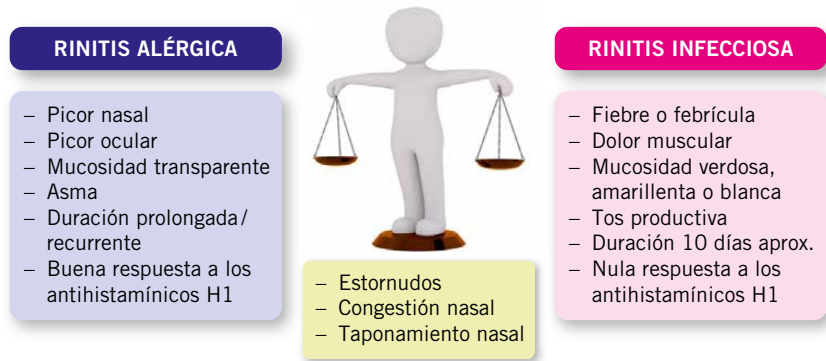 RINITIS ALÉRGICA
– Picor nasal
– Picor ocular
– Mucosidad transparente
– Asma
– Duración prolongada/
recurrente
– Buena respuesta a los
antihistamínicos H1
– Estornudos
– Congestión nasal
– Taponamiento nasal
RINITIS INFECCIOSA
– Fiebre o febrícula
– Dolor muscular
– Mucosidad verdosa,
amarillenta o blanca
– Tos productiva
– Duración 10 días aprox.
– Nula respuesta a los
antihistamínicos H1